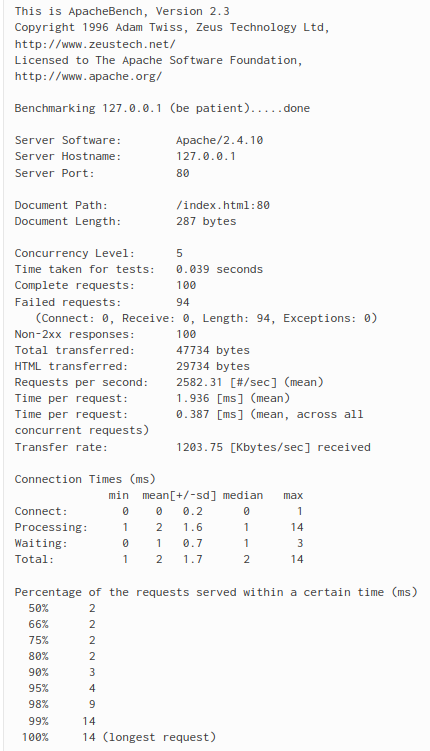 This is ApacheBench, Version 2.3
Copyright 1996 Adam Twiss, Zeus Technology Ltd,
http://www.zeustech.net/
Licensed to The Apache Software Foundation,
http://www.apache.org/

Benchmarking 127.0.0.1 (be patient).....done

Server Software:        Apache/2.4.10
Server Hostname:        127.0.0.1
Server Port:            80

Document Path:          /index.html:80
Document Length:        287 bytes

Concurrency Level:      5
Time taken for tests:   0.039 seconds
Complete requests:      100
Failed requests:        94
   (Connect: 0, Receive: 0, Length: 94, Exceptions: 0)
Non-2xx responses:      100
Total transferred:      47734 bytes
HTML transferred:       29734 bytes
Requests per second:    2582.31 [#/sec] (mean)
Time per request:       1.936 [ms] (mean)
Time per request:       0.387 [ms] (mean, across all
concurrent requests)
Transfer rate:          1203.75 [Kbytes/sec] received

Connection Times (ms)
              min  mean[+/-sd] median   max
Connect:        0    0   0.2      0       1
Processing:     1    2   1.6      1      14
Waiting:        0    1   0.7      1       3
Total:          1    2   1.7      2      14

Percentage of the requests served within a certain time (ms)
  50%      2
  66%      2
  75%      2
  80%      2
  90%      3
  95%      4
  98%      9
  99%     14
 100%     14 (longest request)